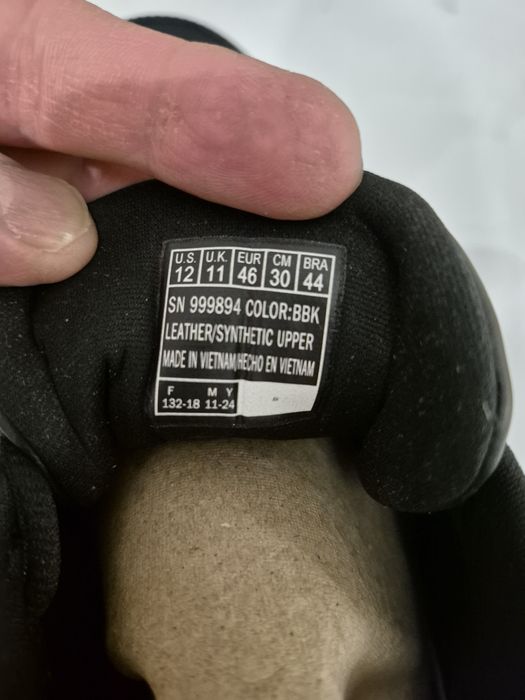 U.S. U.K. EUR CM BRA
12 11 46 30 44
SN 999894 COLOR:BBK
LEATHER/SYNTHETIC UPPER
MADE IN VIETNAM HECHO EN VIETNAM
F M Y
132-18 11-24